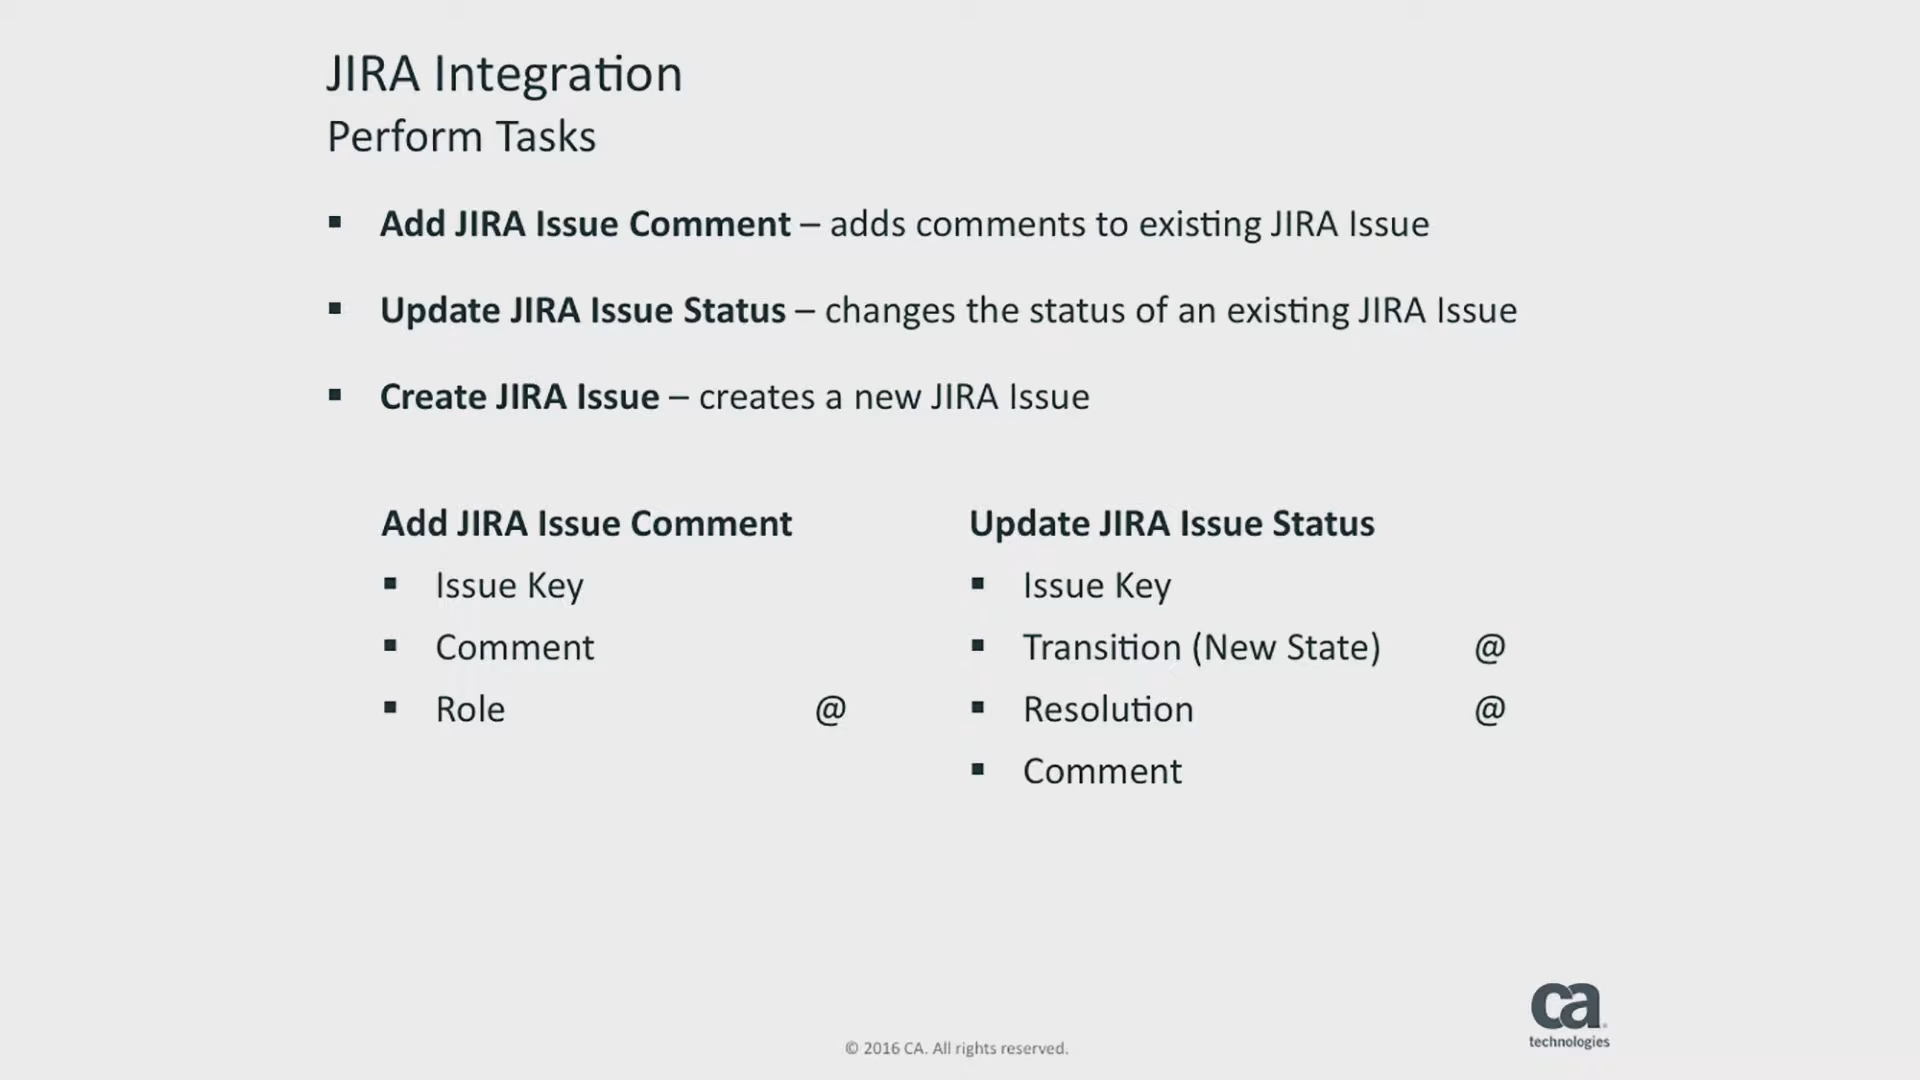 JIRA Integration
Perform Tasks
▪ Add JIRA Issue Comment – adds comments to existing JIRA Issue
▪ Update JIRA Issue Status – changes the status of an existing JIRA Issue
▪ Create JIRA Issue – creates a new JIRA Issue
Add JIRA Issue Comment
▪ Issue Key
▪ Comment
▪ Role @
Update JIRA Issue Status
▪ Issue Key
▪ Transition (New State) @
▪ Resolution @
▪ Comment
© 2016 CA. All rights reserved.
ca
technologies